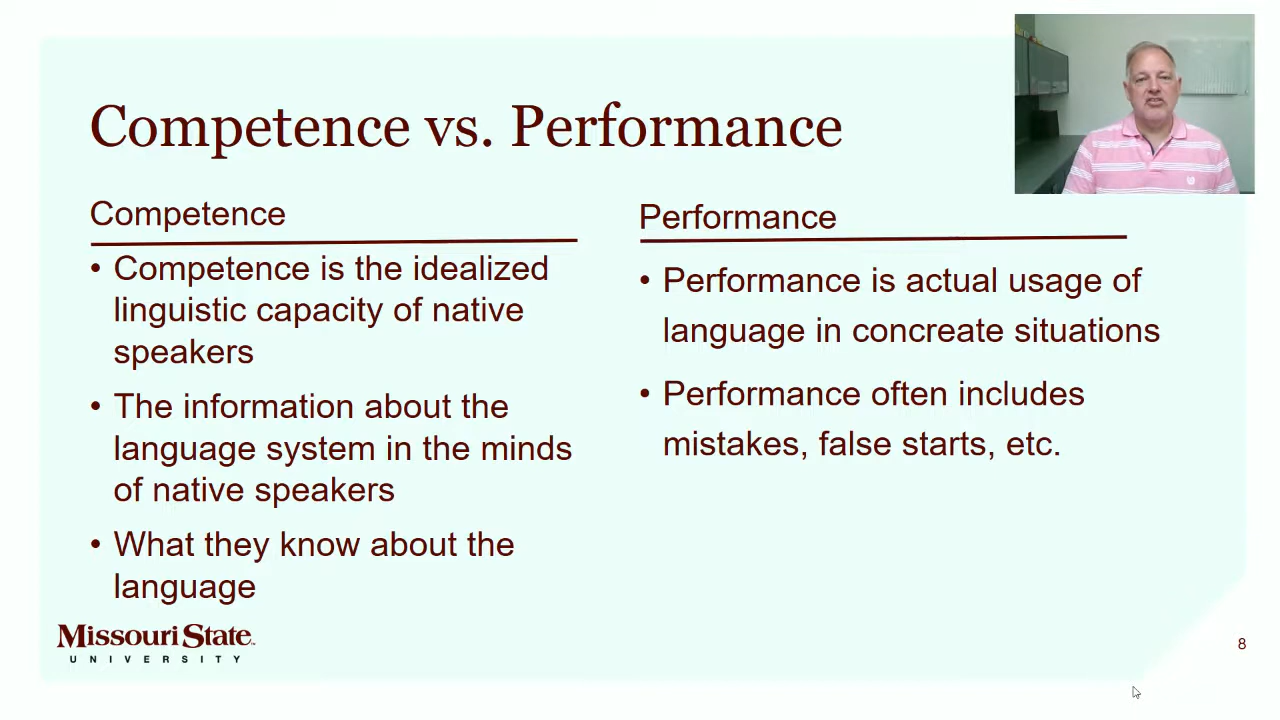 Competence vs. Performance
Competence
• Competence is the idealized
linguistic capacity of native
speakers
• The information about the
language system in the minds
of native speakers
• What they know about the
language
Performance
• Performance is actual usage of
language in concreate situations
• Performance often includes
mistakes, false starts, etc.
Missouri State
UNIVERSITY
8